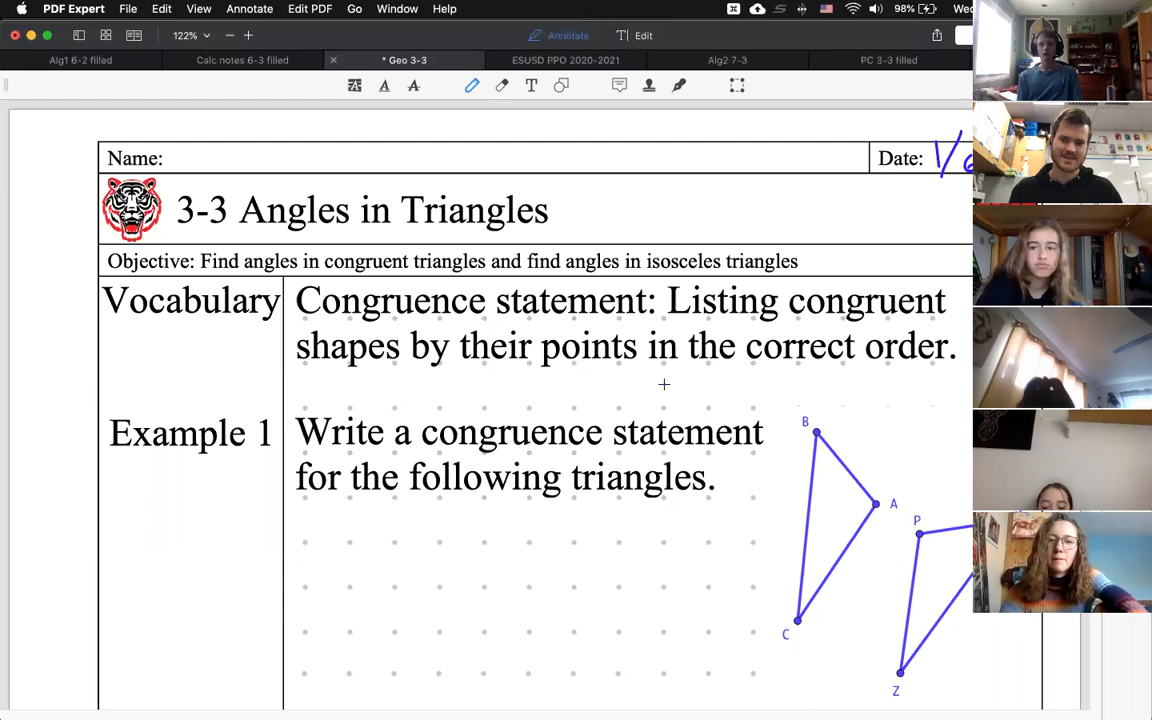 PDF Expert File Edit View Annotate Edit PDF Go Window Help 98% Wed
122% Annotate Edit
Alg1 6-2 filled Calc notes 6-3 filled * Geo 3-3 ESUSD PPO 2020-2021 Alg2 7-3 PC 3-3 filled
Name: Date: 1/6
3-3 Angles in Triangles
Objective: Find angles in congruent triangles and find angles in isosceles triangles
Vocabulary Congruence statement: Listing congruent
shapes by their points in the correct order.
Example 1 Write a congruence statement
for the following triangles.
B
A
P
C
Z